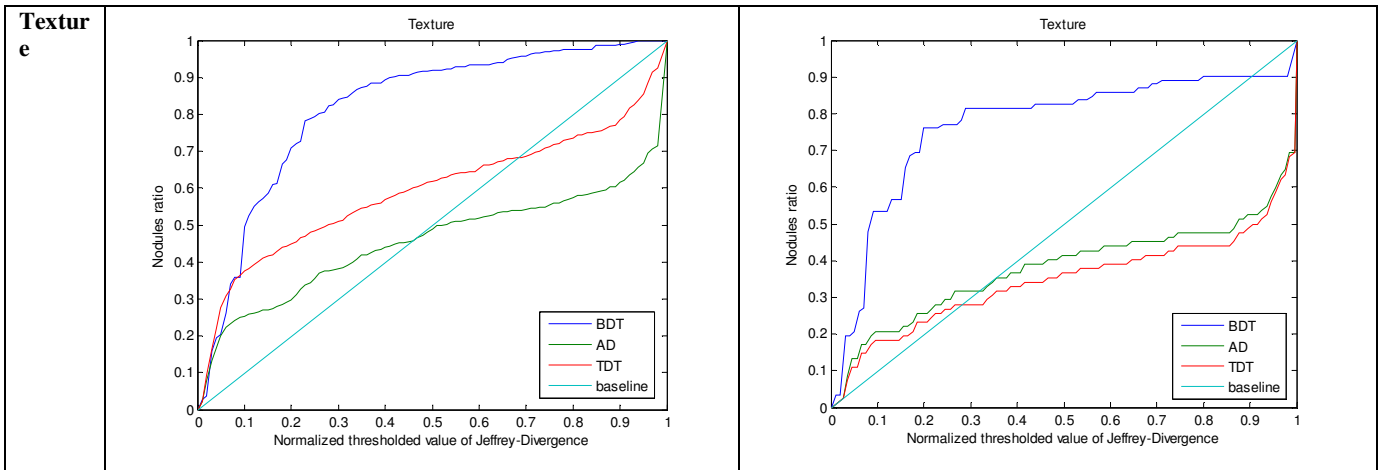 Textur
e
Texture
1
0.9
0.8
0.7
0.6
0.5
0.4
0.3
0.2
0.1
0
Nodules ratio
BDT
AD
TDT
baseline
0 0.1 0.2 0.3 0.4 0.5 0.6 0.7 0.8 0.9 1
Normalized thresholded value of Jeffrey-Divergence
Texture
1
0.9
0.8
0.7
0.6
0.5
0.4
0.3
0.2
0.1
0
Nodules ratio
BDT
AD
TDT
baseline
0 0.1 0.2 0.3 0.4 0.5 0.6 0.7 0.8 0.9 1
Normalized thresholded value of Jeffrey-Divergence